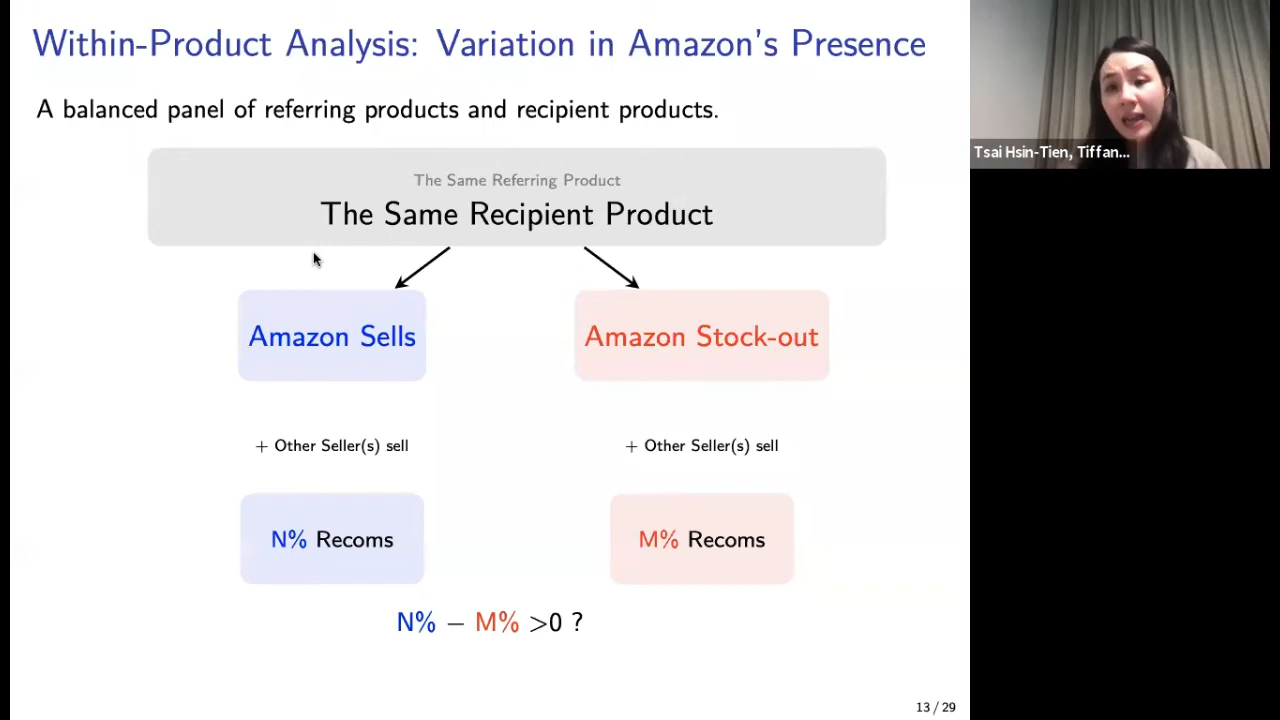 Within-Product Analysis: Variation in Amazon's Presence
A balanced panel of referring products and recipient products.
The Same Referring Product
The Same Recipient Product
Amazon Sells
Amazon Stock-out
+ Other Seller(s) sell
+ Other Seller(s) sell
N% Recoms
M% Recoms
N% − M% >0 ?
13 / 29
Tsai Hsin-Tien, Tiffan...